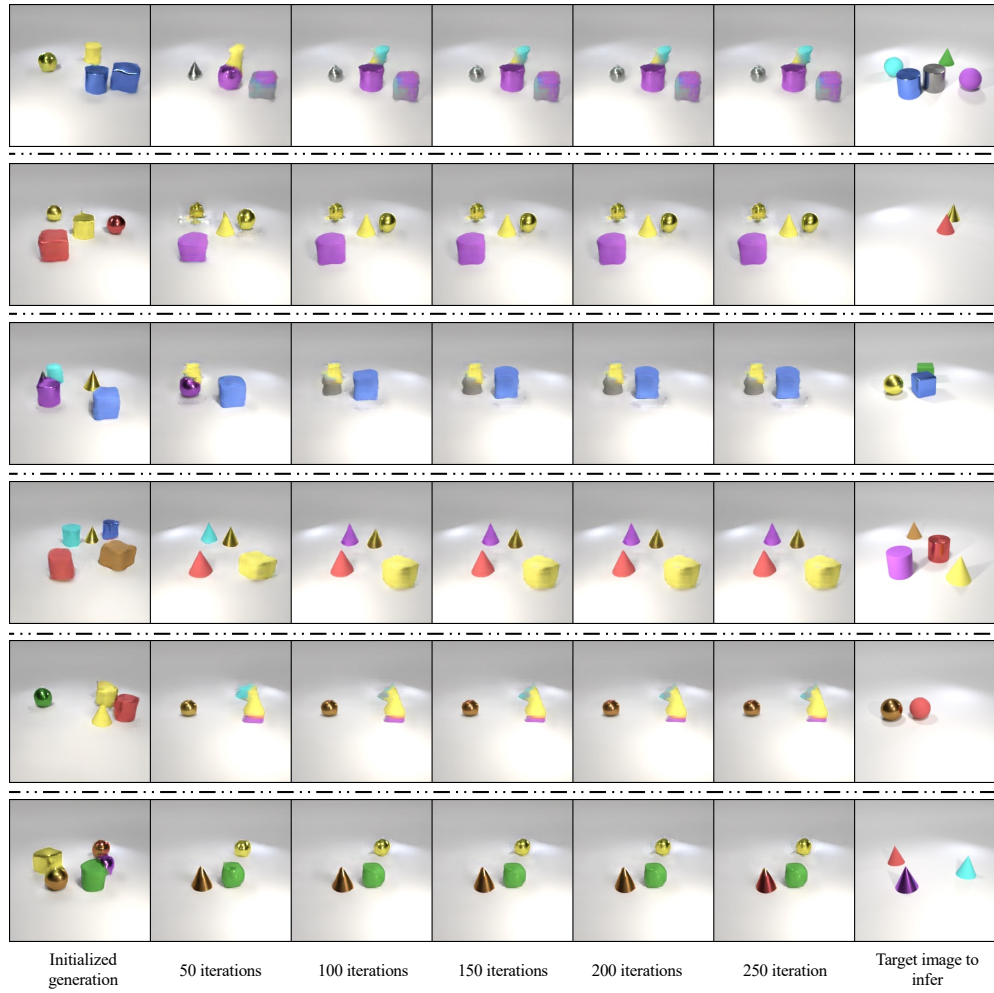 Initialized
generation
50 iterations
100 iterations
150 iterations
200 iterations
250 iteration
Target image to
infer